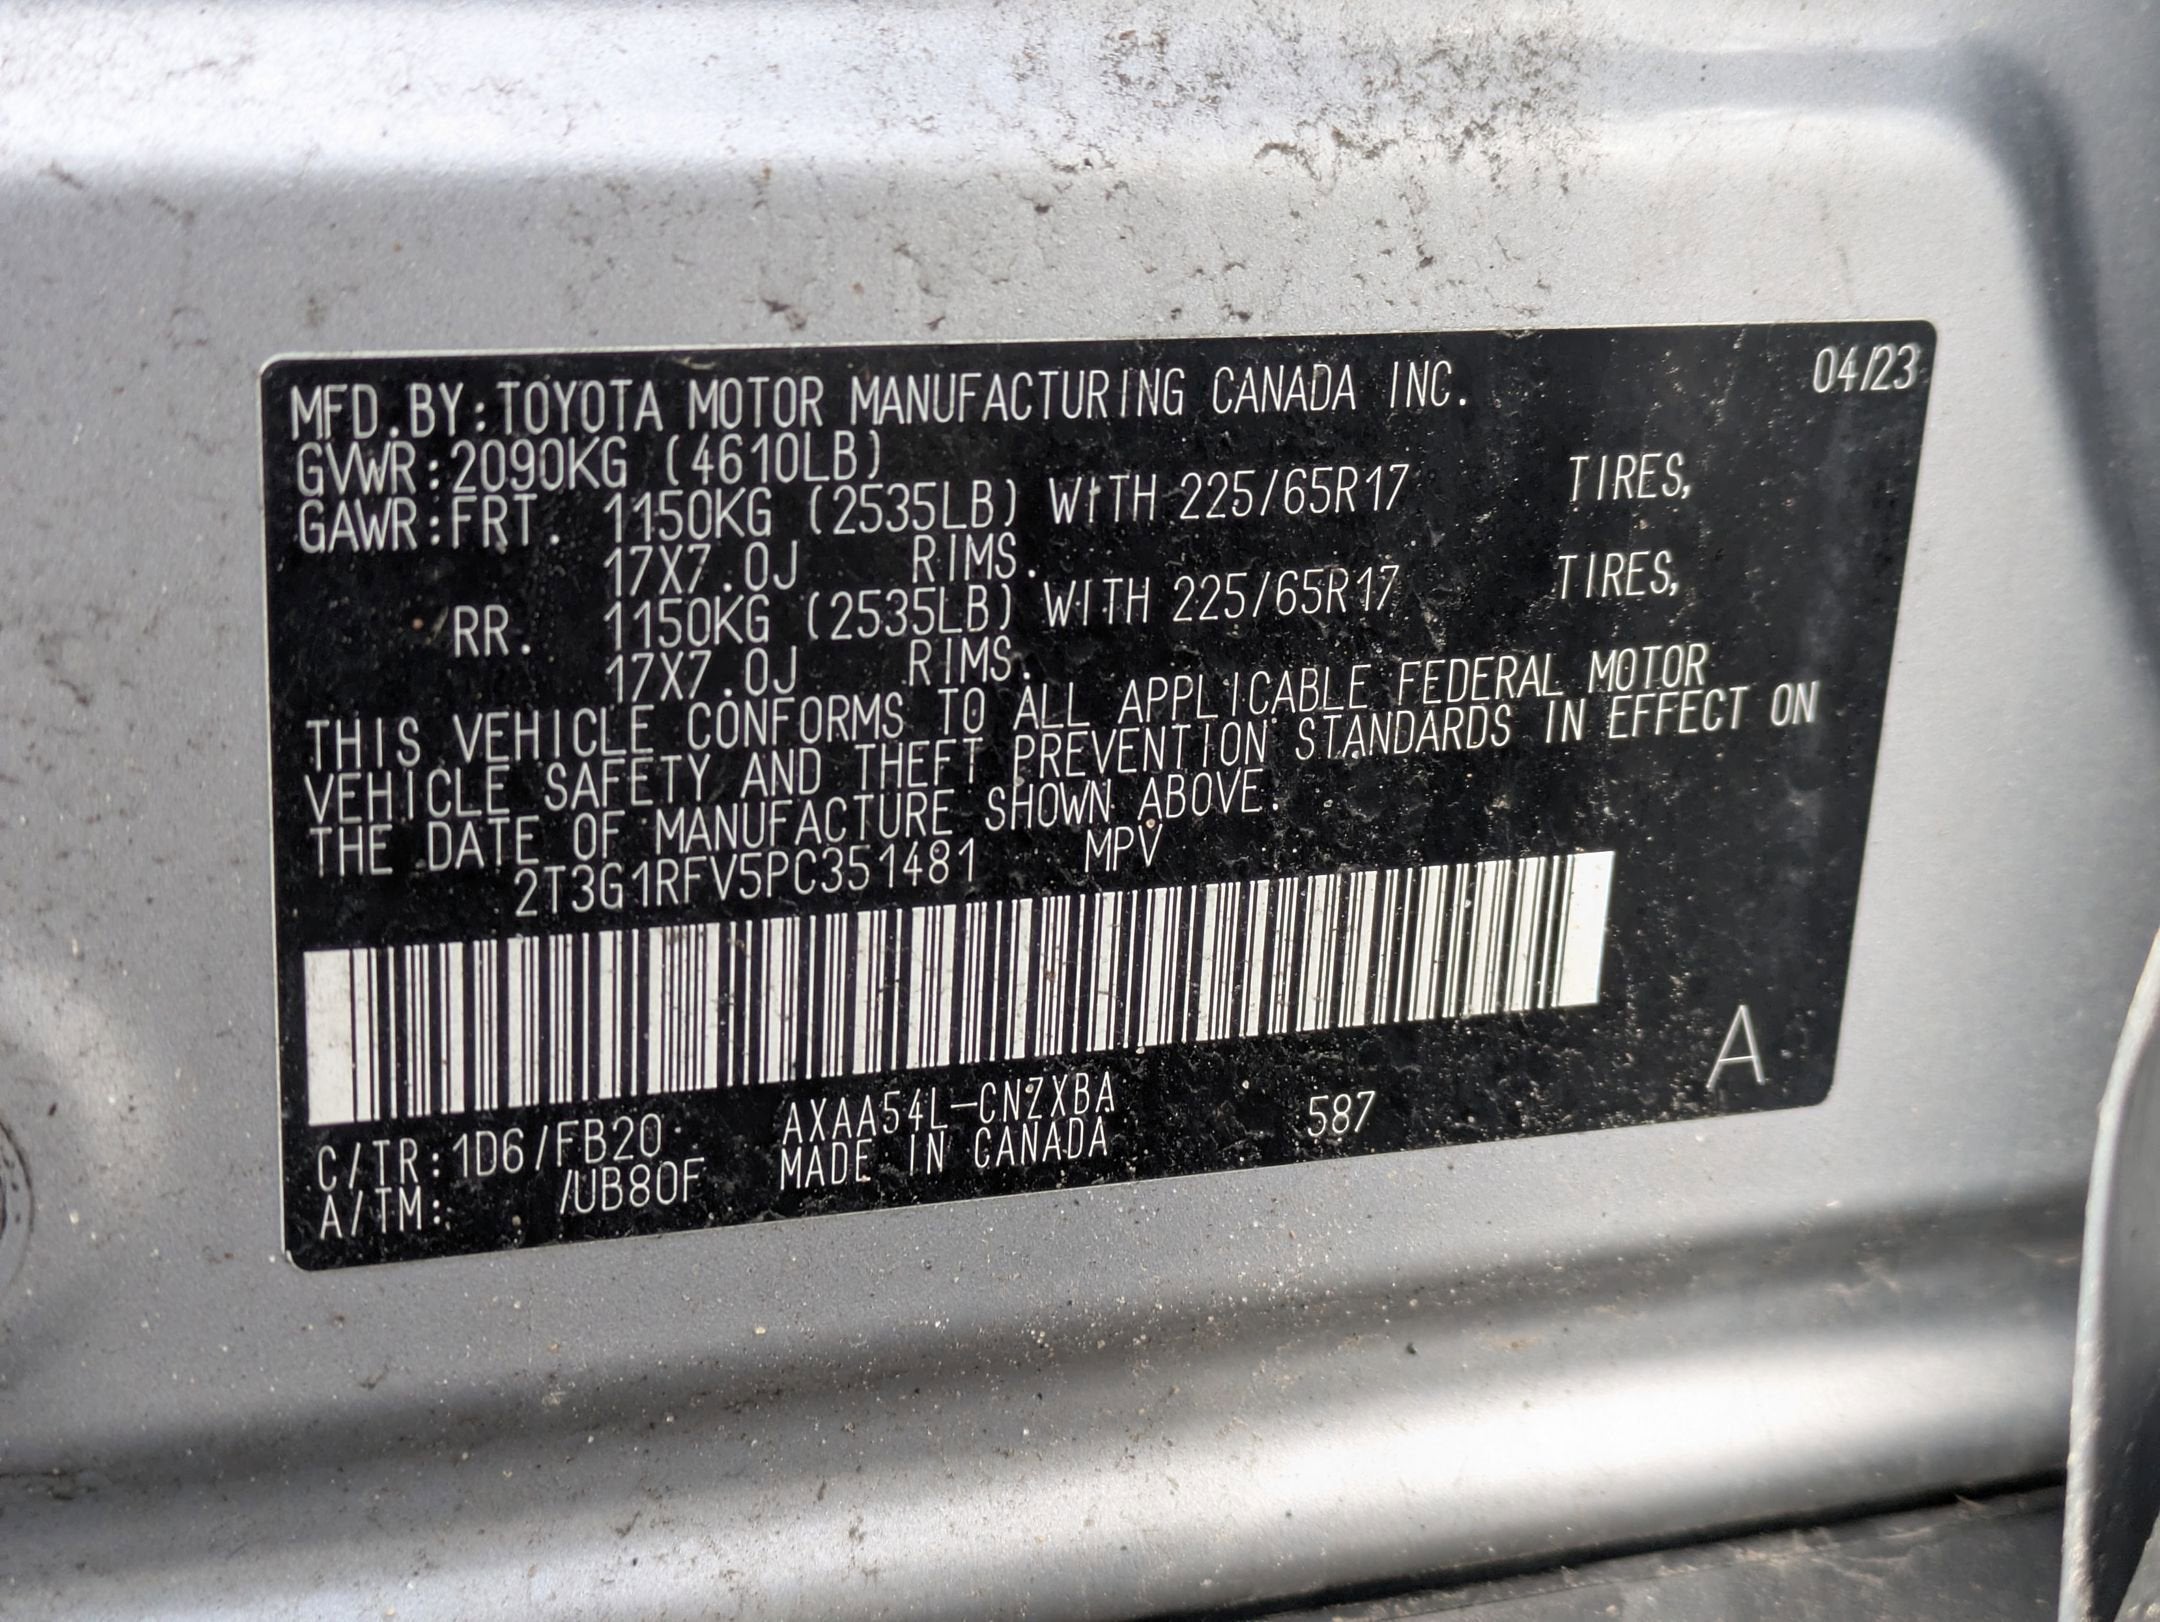 04/23
MFD.BY:TOYOTA MOTOR MANUFACTURING CANADA INC.
GVWR:2090KG (4610LB)
GAWR:FRT. 1150KG (2535LB) WITH 225/65R17 TIRES,
17X7.0J RIMS.
RR. 1150KG (2535LB) WITH 225/65R17 TIRES,
17X7.0J RIMS.
THIS VEHICLE CONFORMS TO ALL APPLICABLE FEDERAL MOTOR
VEHICLE SAFETY AND THEFT PREVENTION STANDARDS IN EFFECT ON
THE DATE OF MANUFACTURE SHOWN ABOVE.
2T3G1RFV5PC351481 MPV
A
C/TR:1D6/FB20 AXAA54L-CNZXBA 587
A/TM: /UB80F MADE IN CANADA